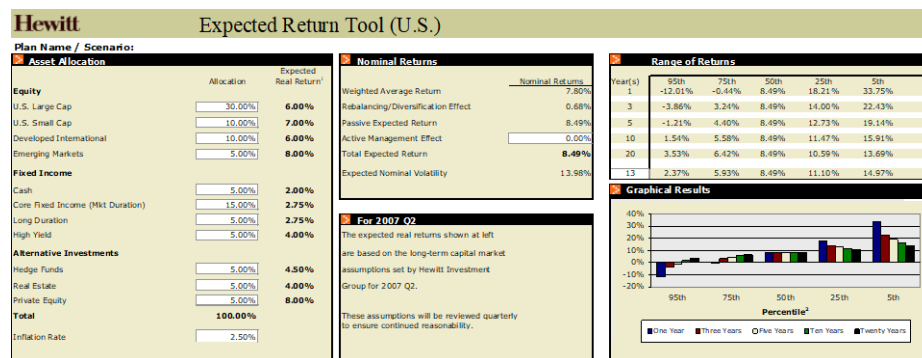 Hewitt Expected Return Tool (U.S.)
Plan Name / Scenario:
Asset Allocation
Allocation Expected Real Return¹
Equity
U.S. Large Cap 30.00% 6.00%
U.S. Small Cap 10.00% 7.00%
Developed International 10.00% 6.00%
Emerging Markets 5.00% 8.00%
Fixed Income
Cash 5.00% 2.00%
Core Fixed Income (Mkt Duration) 15.00% 2.75%
Long Duration 5.00% 2.75%
High Yield 5.00% 4.00%
Alternative Investments
Hedge Funds 5.00% 4.50%
Real Estate 5.00% 4.00%
Private Equity 5.00% 8.00%
Total 100.00%
Inflation Rate 2.50%
Nominal Returns
Nominal Returns
Weighted Average Return 7.80%
Rebalancing/Diversification Effect 0.68%
Passive Expected Return 8.49%
Active Management Effect 0.00%
Total Expected Return 8.49%
Expected Nominal Volatility 13.98%
For 2007 Q2
The expected real returns shown at left
are based on the long-term capital market
assumptions set by Hewitt Investment
Group for 2007 Q2.
These assumptions will be reviewed quarterly
to ensure continued reasonability.
Range of Returns
Year(s) 95th 75th 50th 25th 5th
1 -12.01% -0.44% 8.49% 18.21% 33.75%
3 -3.86% 3.24% 8.49% 14.00% 22.43%
5 -1.21% 4.40% 8.49% 12.73% 19.14%
10 1.54% 5.58% 8.49% 11.47% 15.91%
20 3.53% 6.42% 8.49% 10.59% 13.69%
13 2.37% 5.93% 8.49% 11.10% 14.97%
Graphical Results
40%
30%
20%
10%
0%
-10%
-20%
95th 75th 50th 25th 5th
Percentile²
One Year Three Years Five Years Ten Years Twenty Years